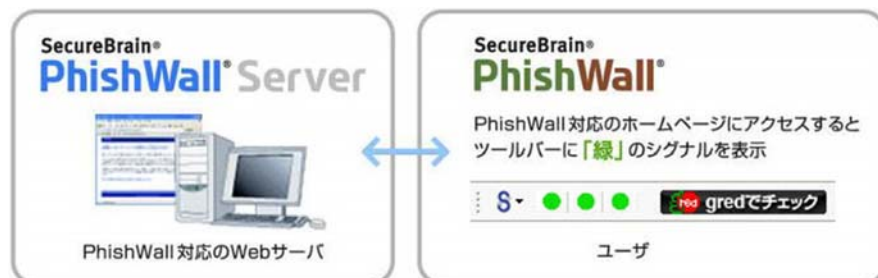 SecureBrain®
PhishWall® Server
PhishWall対応のWebサーバ
SecureBrain®
PhishWall®
PhishWall対応のホームページにアクセスすると
ツールバーに「緑」のシグナルを表示
S
red gredでチェック
ユーザ